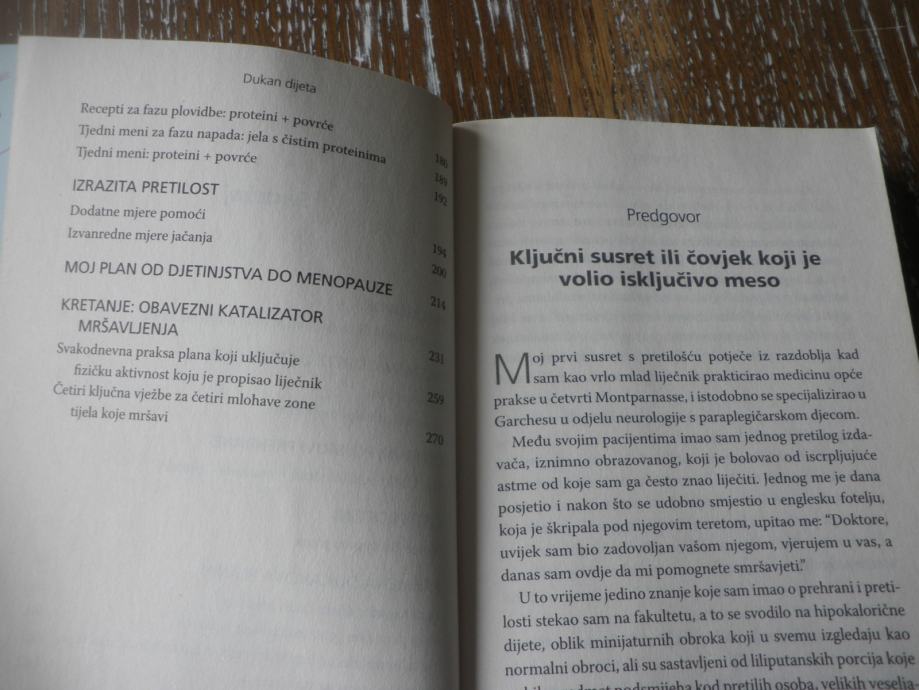 Dukan dijeta
Recepti za fazu plovidbe: proteini + povrće 186
Tjedni meni za fazu napada: jela s čistim proteinima 189
Tjedni meni: proteini + povrće 192
IZRAZITA PRETILOST
Dodatne mjere pomoći 194
Izvanredne mjere jačanja 200
MOJ PLAN OD DJETINJSTVA DO MENOPAUZE 214
KRETANJE: OBAVEZNI KATALIZATOR
MRŠAVLJENJA 231
Svakodnevna praksa plana koji uključuje
fizičku aktivnost koju je propisao liječnik 259
Četiri ključna vježbe za četiri mlohave zone
tijela koje mršavi 270
Predgovor
Ključni susret ili čovjek koji je
volio isključivo meso
Moj prvi susret s pretilošću potječe iz razdoblja kad
sam kao vrlo mlad liječnik prakticirao medicinu opće
prakse u četvrti Montparnasse, i istodobno se specijalizirao u
Garchesu u odjelu neurologije s paraplegičarskom djecom.
Među svojim pacijentima imao sam jednog pretilog izda-
vača, iznimno obrazovanog, koji je bolovao od iscrpljujuće
astme od koje sam ga često znao liječiti. Jednog me je dana
posjetio i nakon što se udobno smjestio u englesku fotelju,
koja je škripala pod njegovim teretom, upitao me: “Doktore,
uvijek sam bio zadovoljan vašom njegom, vjerujem u vas, a
danas sam ovdje da mi pomognete smršavjeti.”
U to vrijeme jedino znanje koje sam imao o prehrani i preti-
losti stekao sam na fakultetu, a to se svodilo na hipokalorične
dijete, oblik minijaturnih obroka koji u svemu izgledaju kao
normalni obroci, ali su sastavljeni od liliputanskih porcija koje
podsmijeha kod pretilih osoba, velikih veselja-